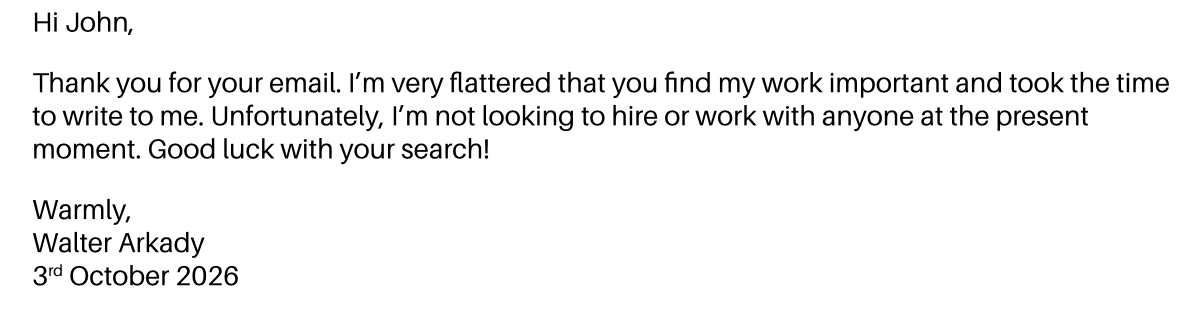 Hi John,
Thank you for your email. I’m very flattered that you find my work important and took the time
to write to me. Unfortunately, I’m not looking to hire or work with anyone at the present
moment. Good luck with your search!
Warmly,
Walter Arkady
3rd October 2026